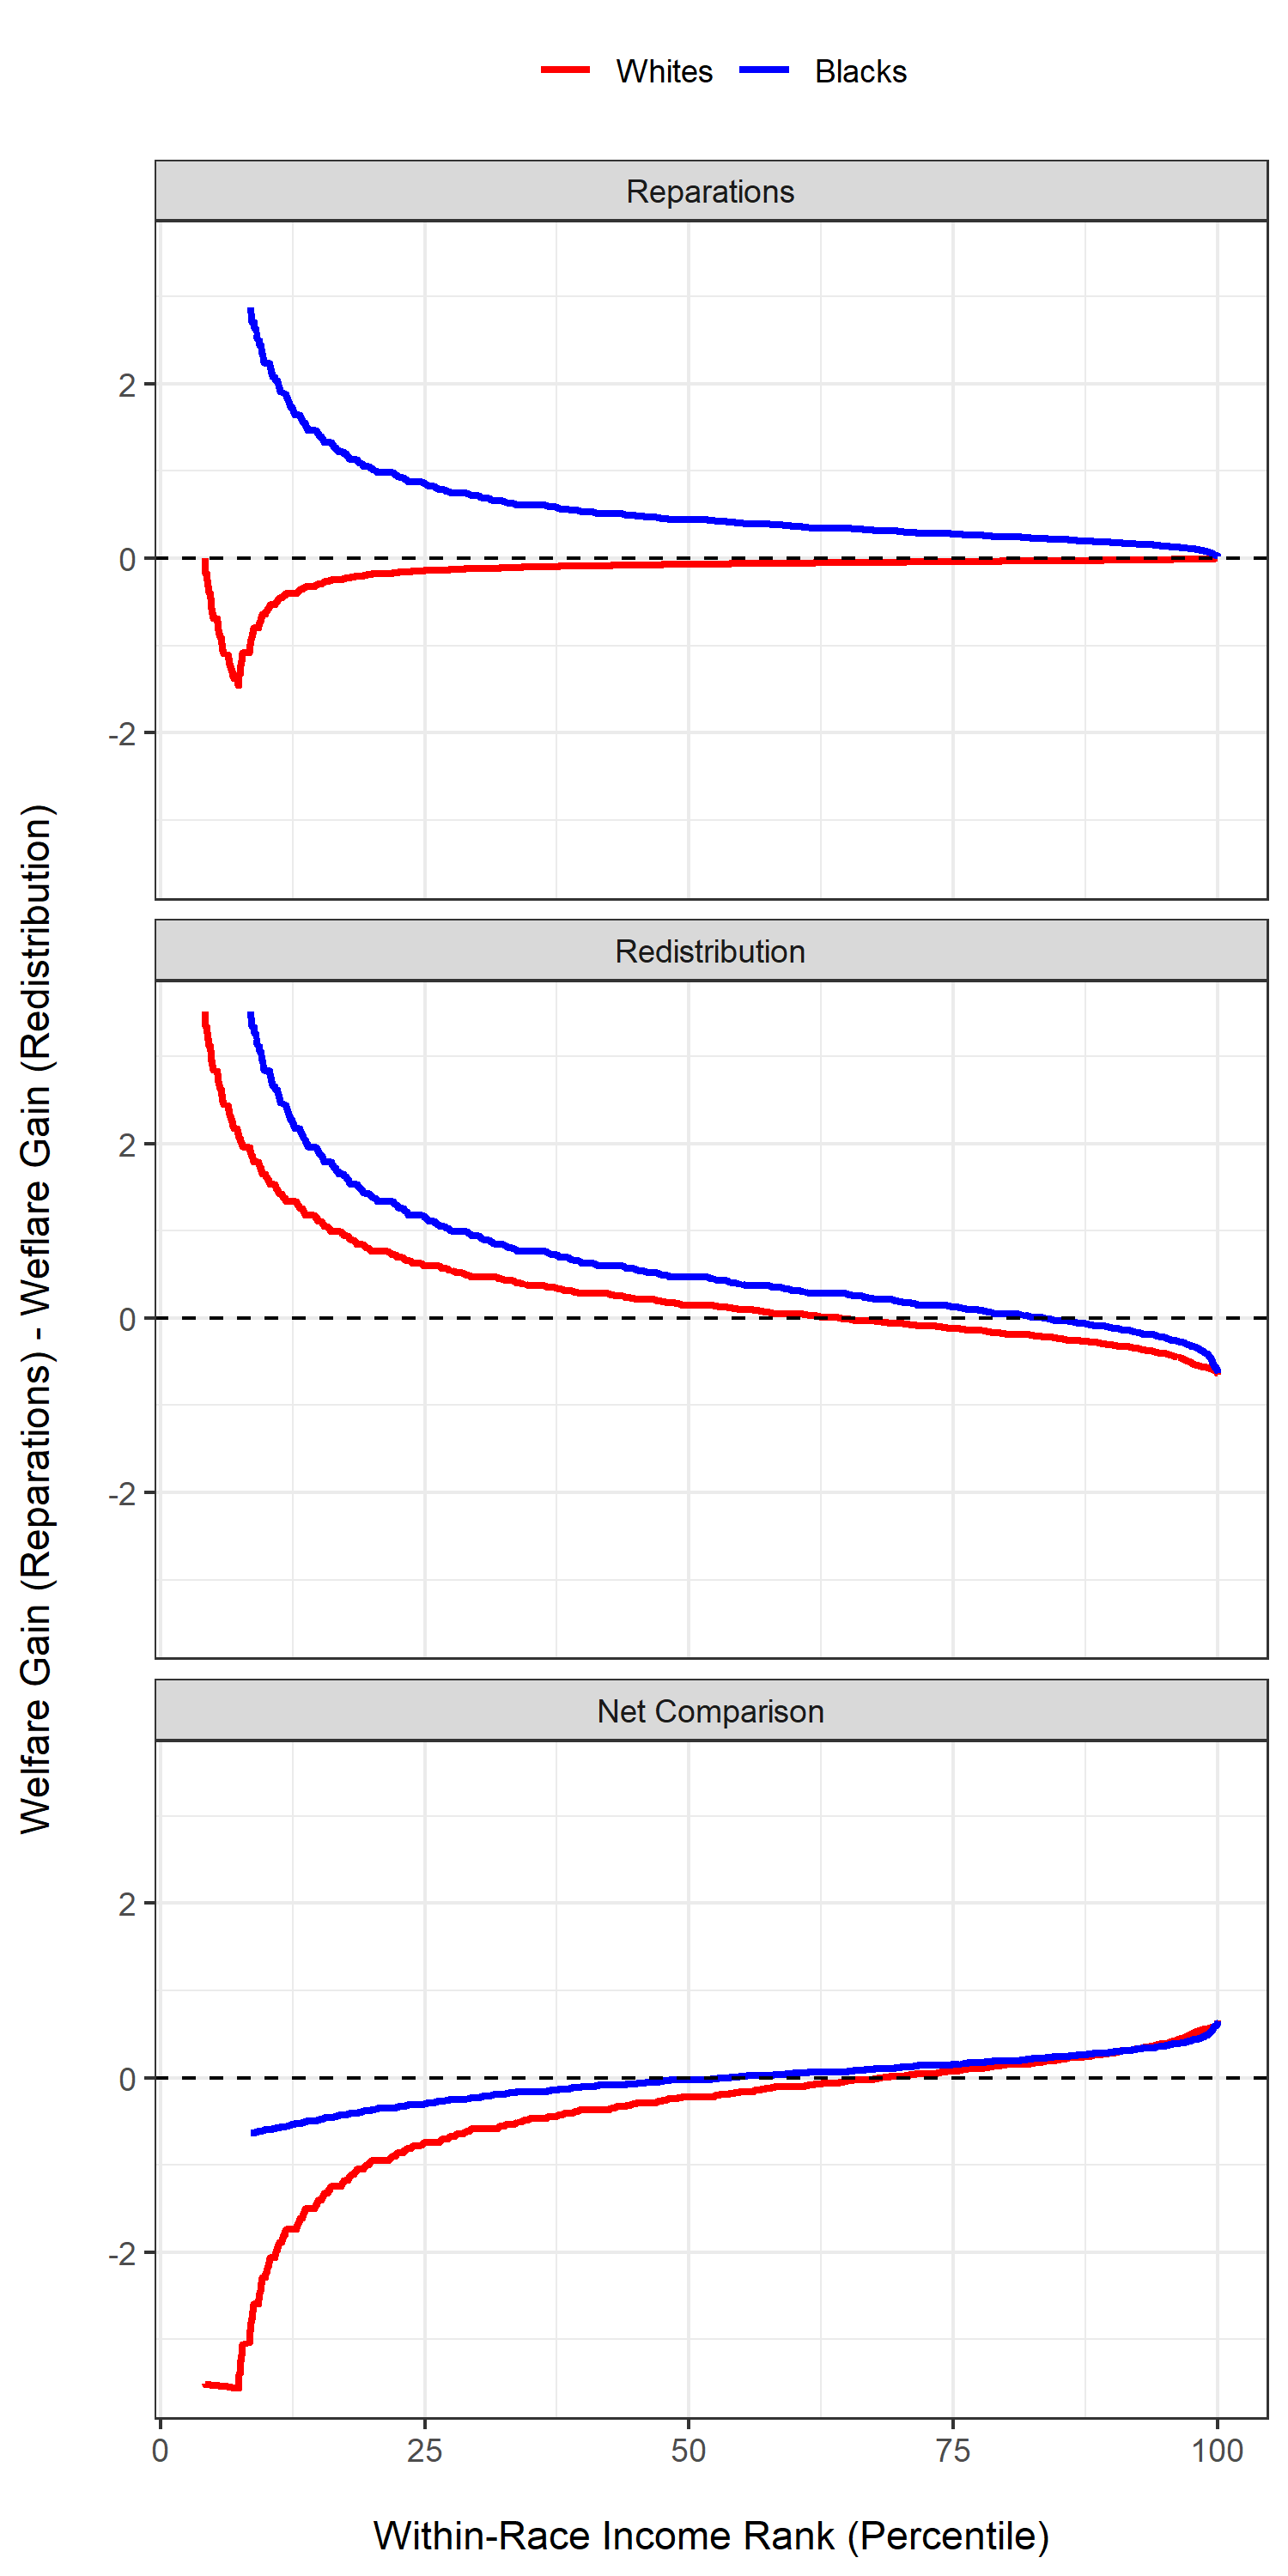 Whites Blacks
Reparations
2
0
-2
Redistribution
2
0
-2
Net Comparison
2
0
-2
0 25 50 75 100
Within-Race Income Rank (Percentile)
Welfare Gain (Reparations) - Weflare Gain (Redistribution)